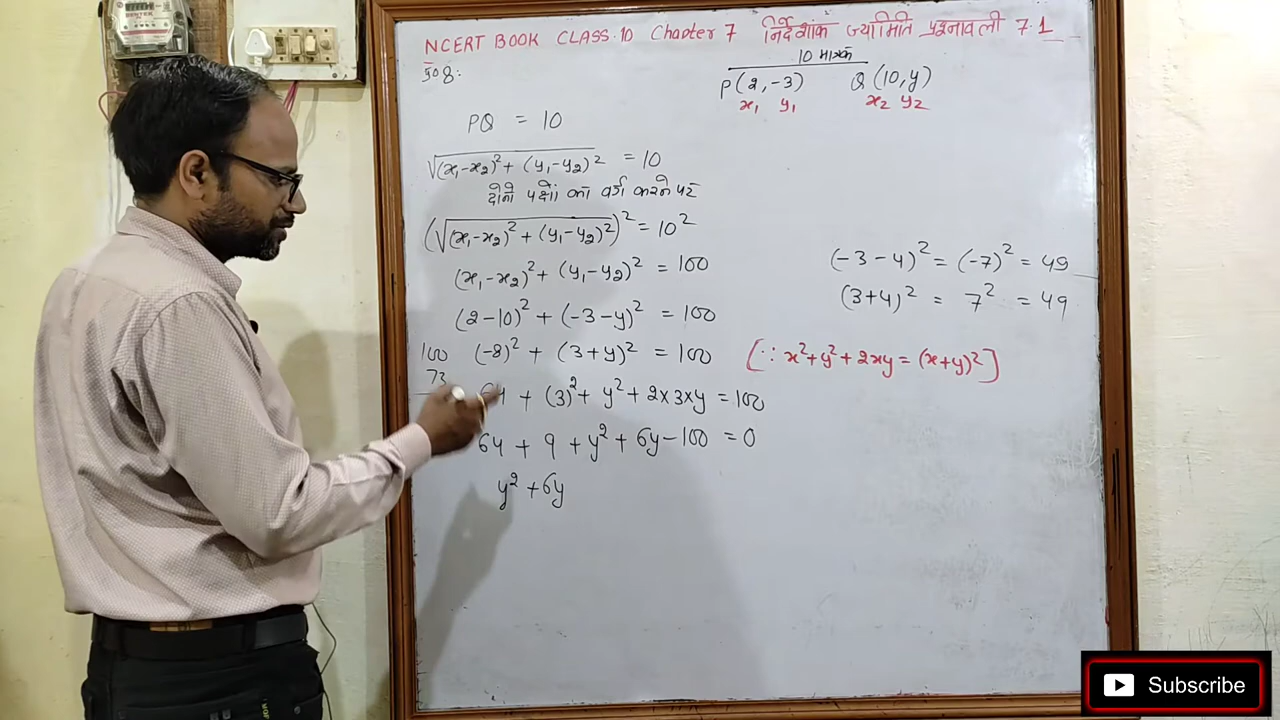 NCERT BOOK CLASS 10 Chapter 7 निर्देशांक ज्यामिति प्रश्नावली 7.1
प्र० 8:
10 मात्रक
P(2,-3) Q(10,y)
x₁ y₁ x₂ y₂
PQ = 10
√(x₁-x₂)²+(y₁-y₂)² = 10
दोनो पक्षों का वर्ग करने पर
(√(x₁-x₂)²+(y₁-y₂)²)² = 10²
(x₁-x₂)²+(y₁-y₂)² = 100
(2-10)²+(-3-y)² = 100
(-8)² + (3+y)² = 100
64 + (3)²+ y²+2×3×y = 100
64 + 9 + y² + 6y-100 = 0
y² +6y
100
73
(-3-4)² = (-7)² = 49
(3+4)² = 7² = 49
[∵ x²+y²+2xy = (x+y)²]
Subscribe